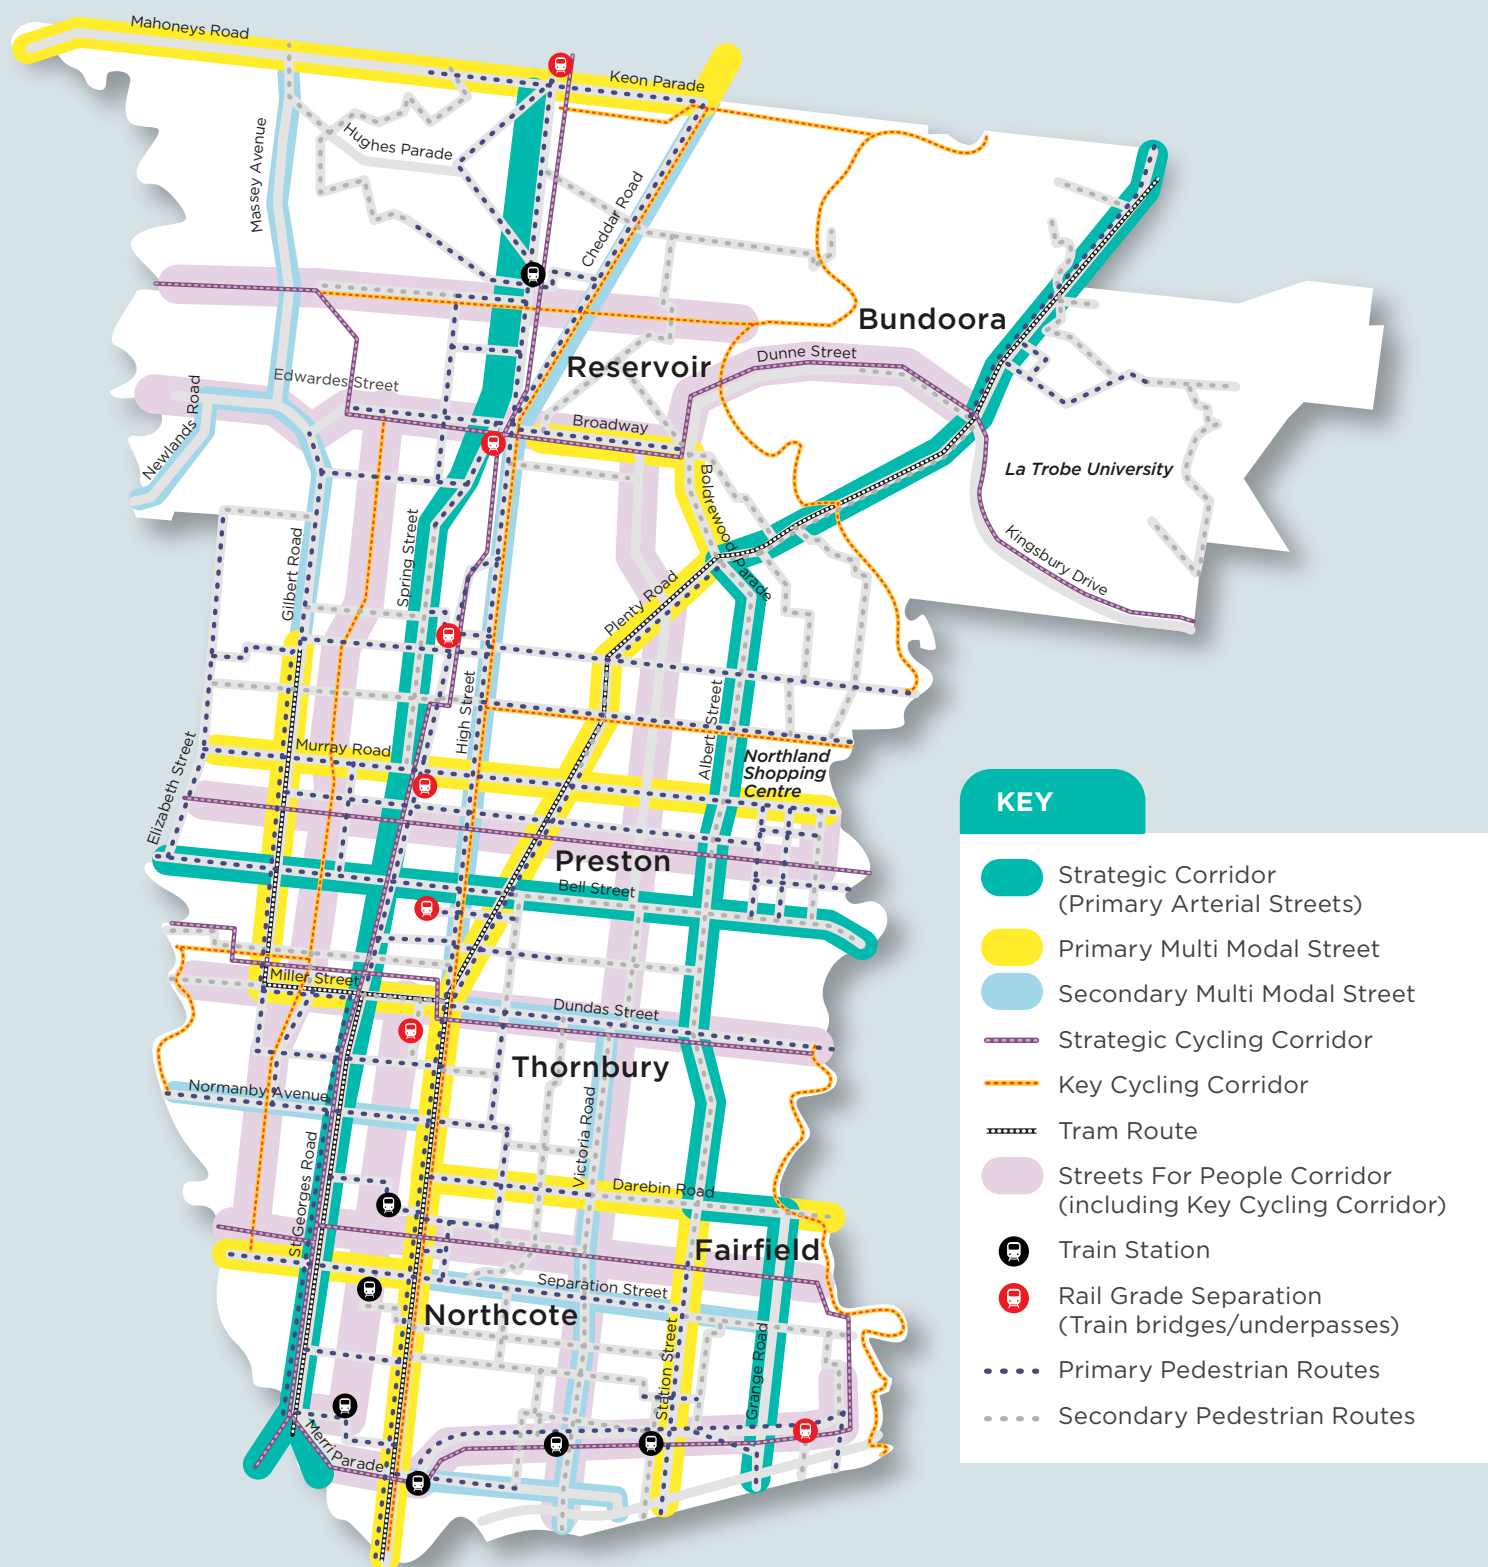 Mahoneys Road
Keon Parade
Hughes Parade
Massey Avenue
Cheddar Road
Bundoora
Reservoir
Dunne Street
Edwardes Street
Newlands Road
Broadway
Boldrewood Parade
La Trobe University
Kingsbury Drive
Gilbert Road
Spring Street
Plenty Road
High Street
Albert Street
Elizabeth Street
Murray Road
Northland
Shopping
Centre
Preston
Bell Street
Miller Street
Dundas Street
Thornbury
Normanby Avenue
Victoria Road
St Georges Road
Darebin Road
Fairfield
Separation Street
Northcote
Station Street
Grange Road
Merri Parade
KEY
Strategic Corridor
(Primary Arterial Streets)
Primary Multi Modal Street
Secondary Multi Modal Street
Strategic Cycling Corridor
Key Cycling Corridor
Tram Route
Streets For People Corridor
(including Key Cycling Corridor)
Train Station
Rail Grade Separation
(Train bridges/underpasses)
Primary Pedestrian Routes
Secondary Pedestrian Routes